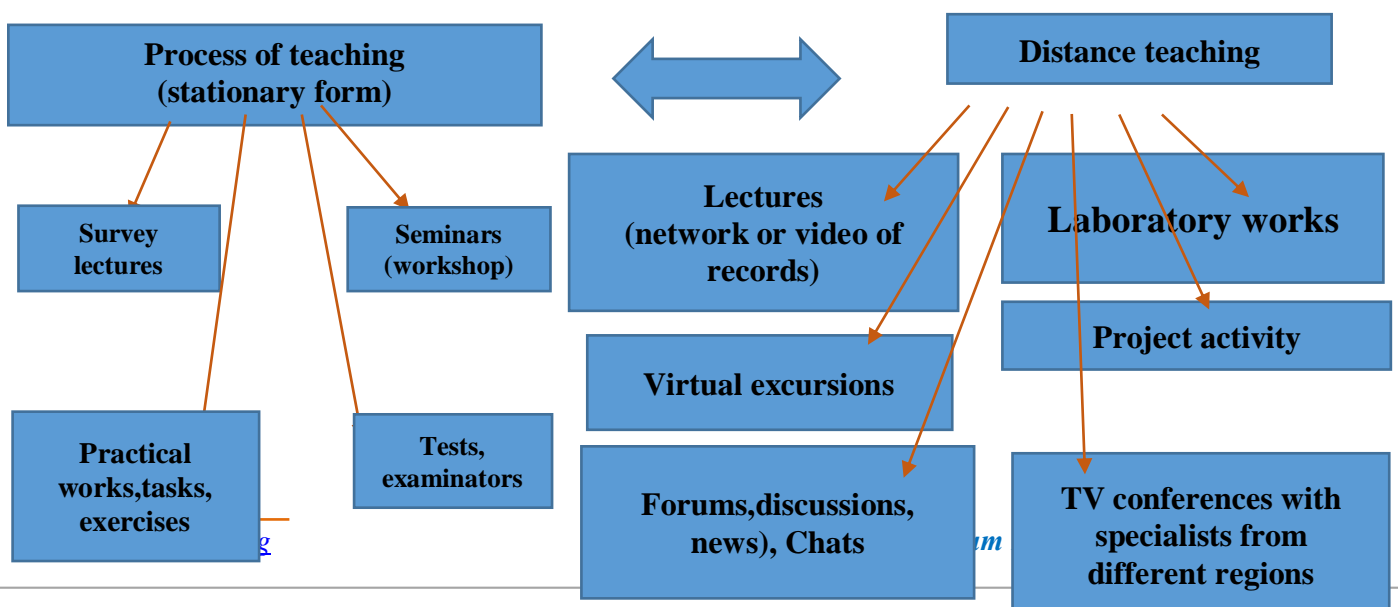 Process of teaching
(stationary form)
Distance teaching
Survey
lectures
Seminars
(workshop)
Lectures
(network or video of
records)
Laboratory works
Project activity
Virtual excursions
Practical
works,tasks,
exercises
Tests,
examinators
Forums,discussions,
news), Chats
TV conferences with
specialists from
different regions